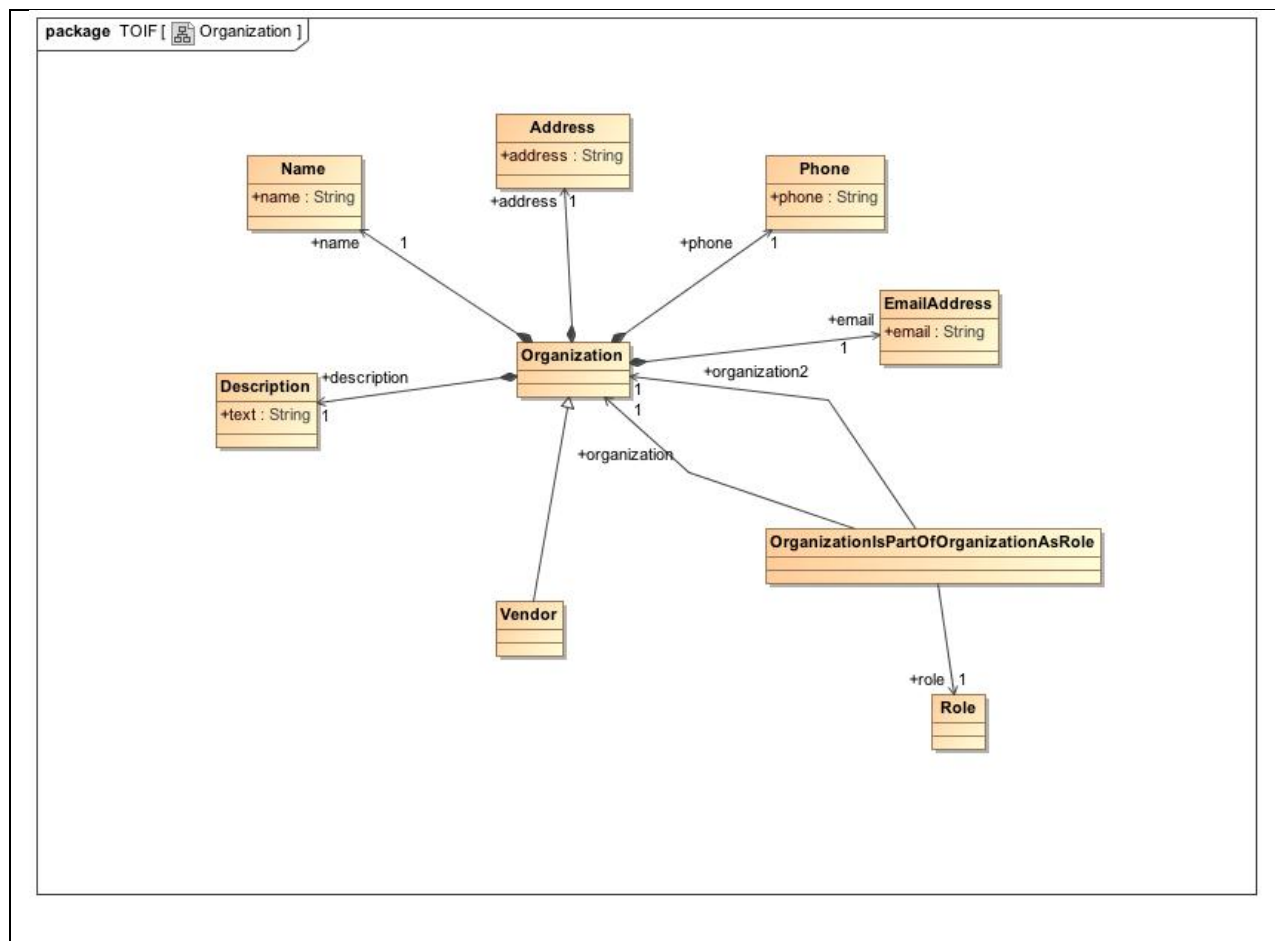 package TOIF [ Organization ]
Address
+address : String
Name
+name : String
Phone
+phone : String
+address 1
+name 1
+phone 1
EmailAddress
+email : String
+email
1
Organization
+organization2
1
1
Description
+text : String
+description
1
+organization
OrganizationIsPartOfOrganizationAsRole
Vendor
+role 1
Role